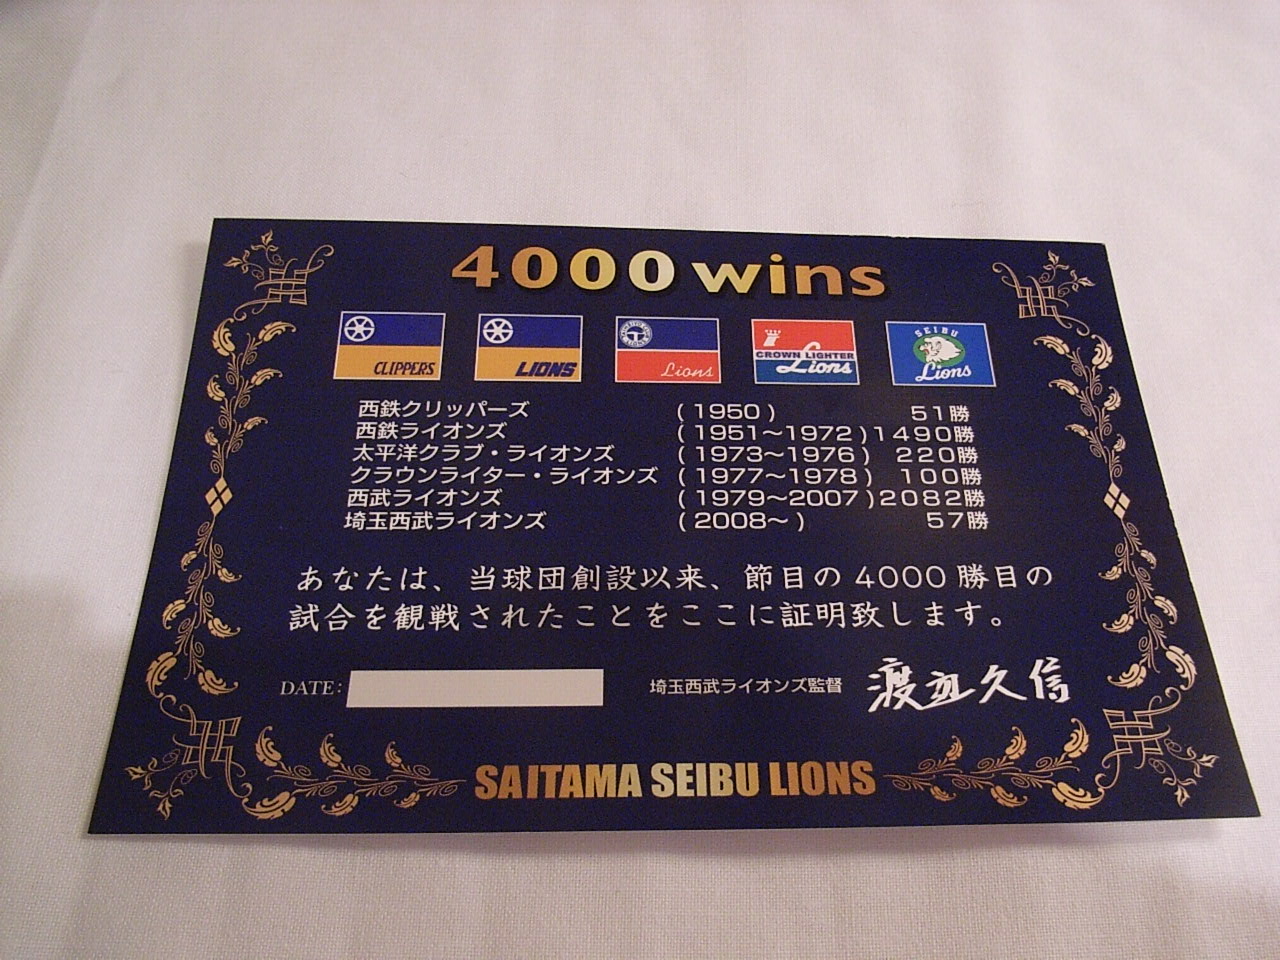 4000 wins
CLIPPERS
LIONS
Lions
CROWN LIGHTER
Lions
SEIBU
Lions
西鉄クリッパーズ (1950) 51勝
西鉄ライオンズ (1951〜1972) 1490勝
太平洋クラブ・ライオンズ (1973〜1976) 220勝
クラウンライター・ライオンズ (1977〜1978) 100勝
西武ライオンズ (1979〜2007) 2082勝
埼玉西武ライオンズ (2008〜) 57勝
あなたは、当球団創設以来、節目の4000勝目の
試合を観戦されたことをここに証明致します。
DATE: 埼玉西武ライオンズ監督 渡辺久信
SAITAMA SEIBU LIONS